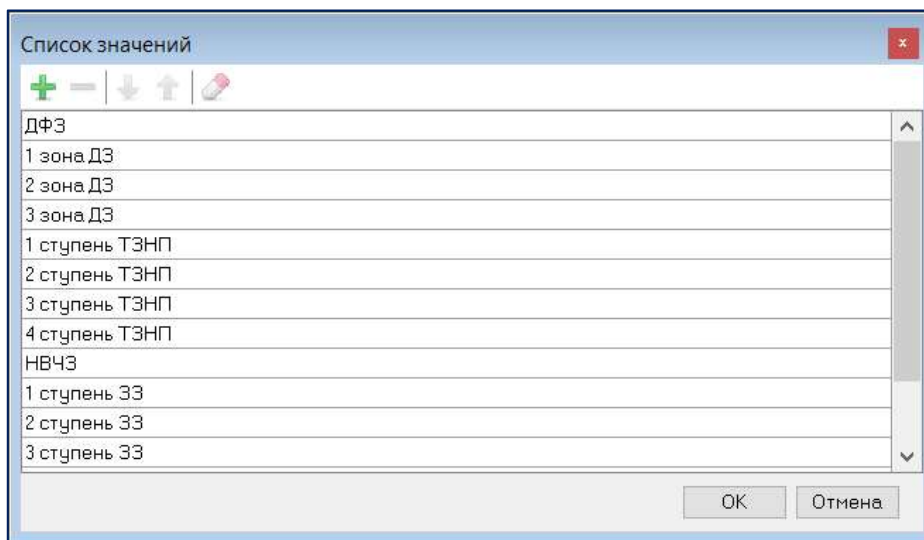 Список значений
ДФЗ
1 зона ДЗ
2 зона ДЗ
3 зона ДЗ
1 ступень ТЗНП
2 ступень ТЗНП
3 ступень ТЗНП
4 ступень ТЗНП
НВЧЗ
1 ступень ЗЗ
2 ступень ЗЗ
3 ступень ЗЗ
OK Отмена